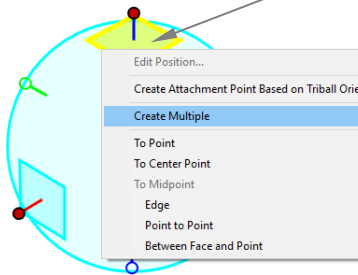 Edit Position...
Create Attachment Point Based on Triball Orie
Create Multiple
To Point
To Center Point
To Midpoint
Edge
Point to Point
Between Face and Point